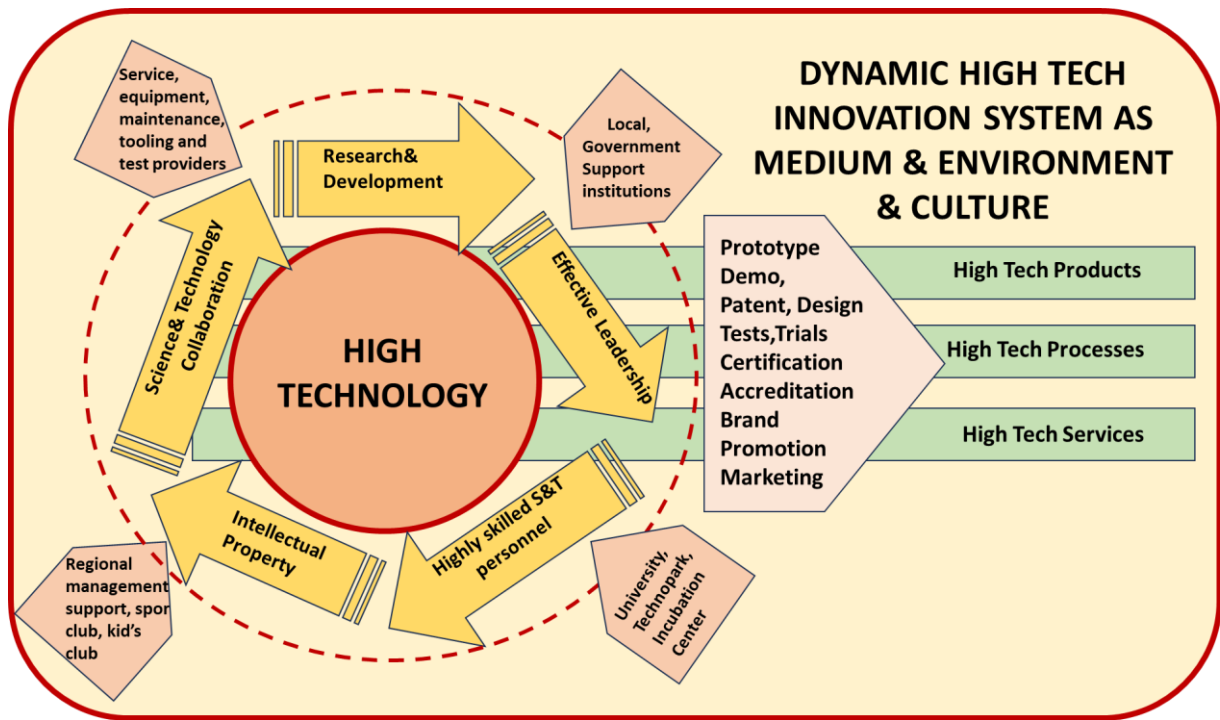 DYNAMIC HIGH TECH
INNOVATION SYSTEM AS
MEDIUM & ENVIRONMENT
& CULTURE
Service,
equipment,
maintenance,
tooling and
test providers
Research&
Development
Local,
Government
Support
institutions
Science& Technology
Collaboration
Effective Leadership
HIGH
TECHNOLOGY
Prototype
Demo,
Patent, Design
Tests,Trials
Certification
Accreditation
Brand
Promotion
Marketing
High Tech Products
High Tech Processes
High Tech Services
Intellectual
Property
Highly skilled S&T
personnel
Regional
management
support, spor
club, kid's
club
University,
Technopark,
Incubation
Center